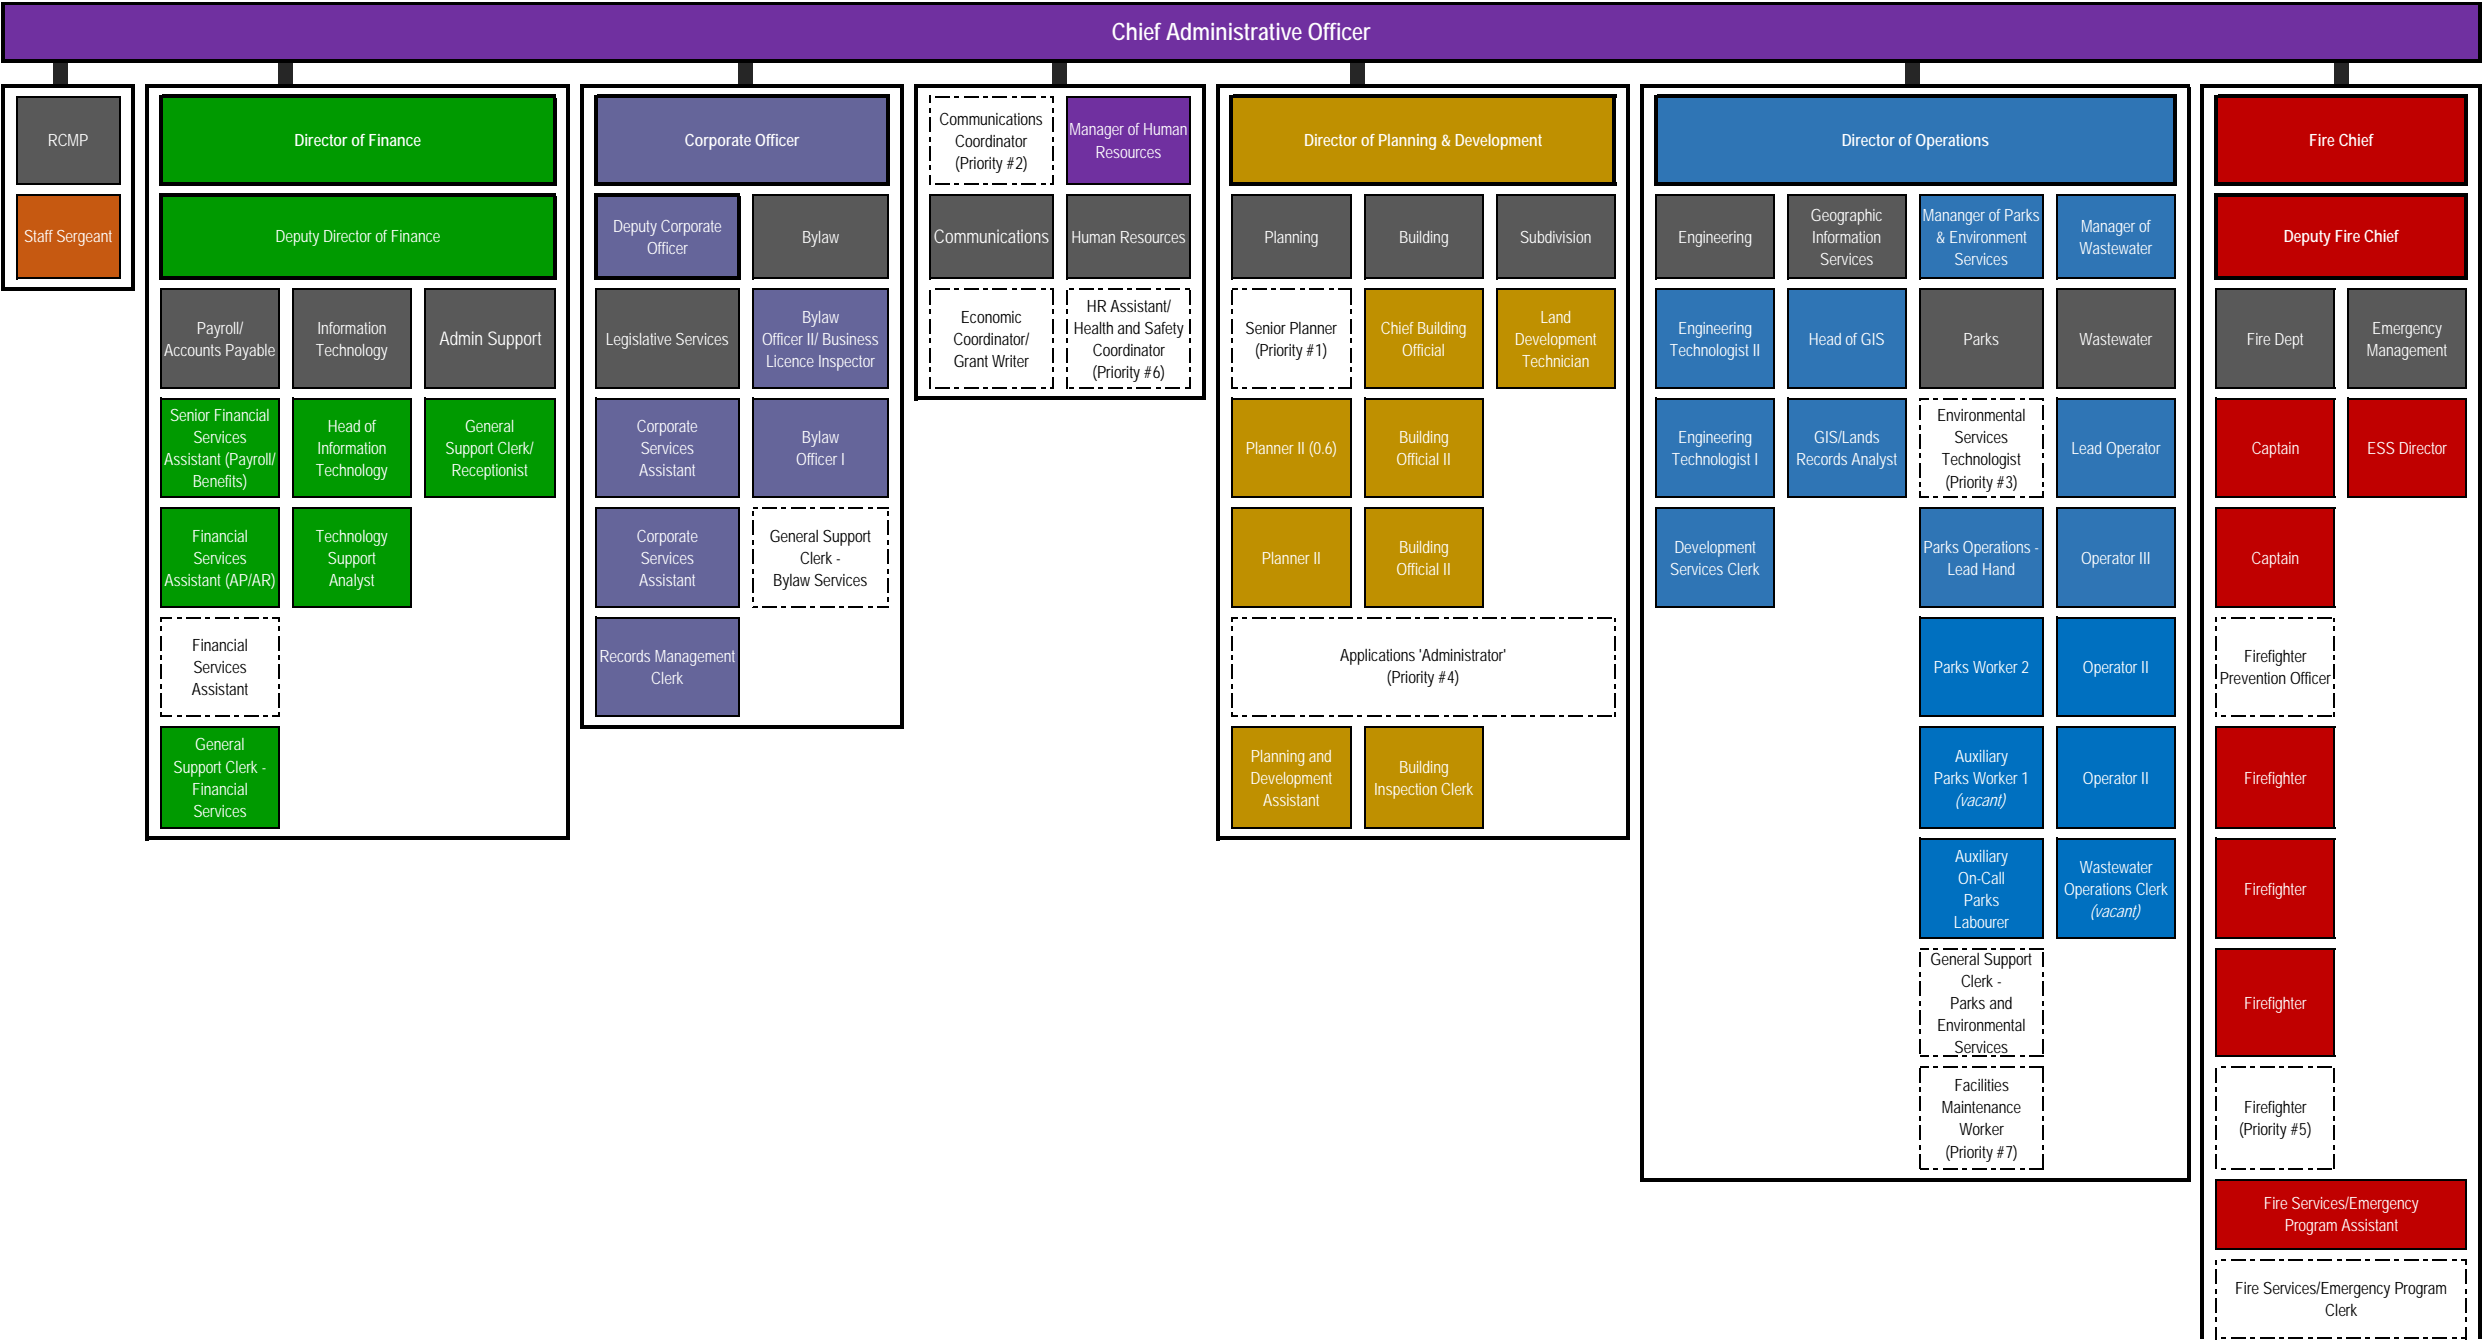 Chief Administrative Officer
RCMP
Staff Sergeant
Director of Finance
Deputy Director of Finance
Payroll/
Accounts Payable
Information
Technology
Admin Support
Senior Financial
Services
Assistant (Payroll/
Benefits)
Head of
Information
Technology
General
Support Clerk/
Receptionist
Financial
Services
Assistant (AP/AR)
Technology
Support
Analyst
Financial
Services
Assistant
General
Support Clerk -
Financial
Services
Corporate Officer
Deputy Corporate
Officer
Bylaw
Legislative Services
Bylaw
Officer II/ Business
Licence Inspector
Corporate
Services
Assistant
Bylaw
Officer I
Corporate
Services
Assistant
General Support
Clerk -
Bylaw Services
Records Management
Clerk
Communications
Coordinator
(Priority #2)
Manager of Human
Resources
Communications
Human Resources
Economic
Coordinator/
Grant Writer
HR Assistant/
Health and Safety
Coordinator
(Priority #6)
Director of Planning & Development
Planning
Building
Subdivision
Senior Planner
(Priority #1)
Chief Building
Official
Land
Development
Technician
Planner II (0.6)
Building
Official II
Planner II
Building
Official II
Applications 'Administrator'
(Priority #4)
Planning and
Development
Assistant
Building
Inspection Clerk
Director of Operations
Engineering
Geographic
Information
Services
Mananger of Parks
& Environment
Services
Manager of
Wastewater
Engineering
Technologist II
Head of GIS
Parks
Wastewater
Engineering
Technologist I
GIS/Lands
Records Analyst
Environmental
Services
Technologist
(Priority #3)
Lead Operator
Development
Services Clerk
Parks Operations -
Lead Hand
Operator III
Parks Worker 2
Operator II
Auxiliary
Parks Worker 1
(vacant)
Operator II
Auxiliary
On-Call
Parks
Labourer
Wastewater
Operations Clerk
(vacant)
General Support
Clerk -
Parks and
Environmental
Services
Facilities
Maintenance
Worker
(Priority #7)
Fire Chief
Deputy Fire Chief
Fire Dept
Emergency
Management
Captain
ESS Director
Captain
Firefighter
Prevention Officer
Firefighter
Firefighter
Firefighter
Firefighter
(Priority #5)
Fire Services/Emergency
Program Assistant
Fire Services/Emergency Program
Clerk